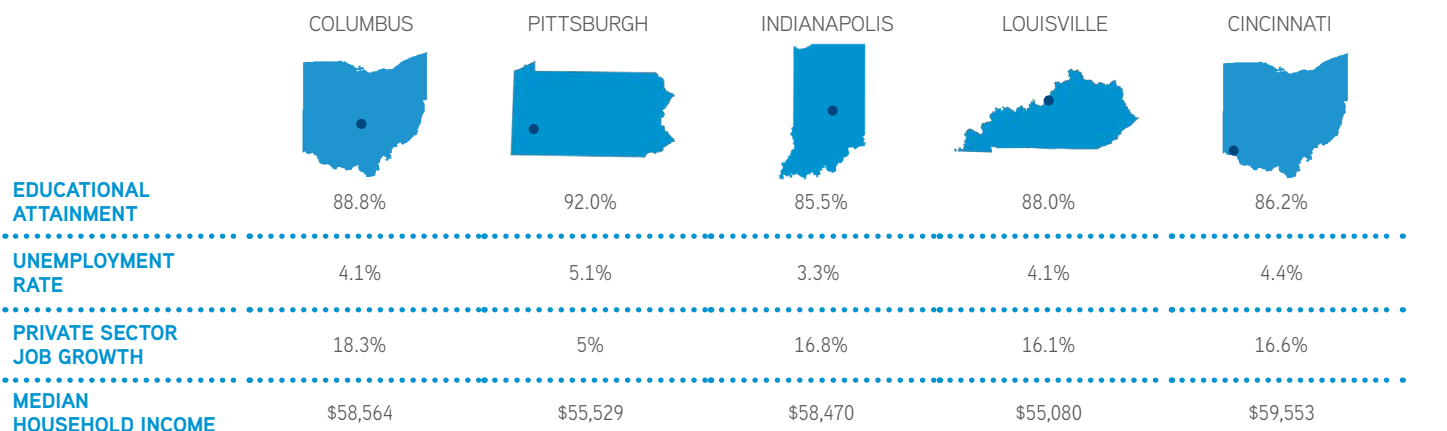 COLUMBUS PITTSBURGH INDIANAPOLIS LOUISVILLE CINCINNATI
EDUCATIONAL
ATTAINMENT
88.8% 92.0% 85.5% 88.0% 86.2%
UNEMPLOYMENT
RATE
4.1% 5.1% 3.3% 4.1% 4.4%
PRIVATE SECTOR
JOB GROWTH
18.3% 5% 16.8% 16.1% 16.6%
MEDIAN
HOUSEHOLD INCOME
$58,564 $55,529 $58,470 $55,080 $59,553